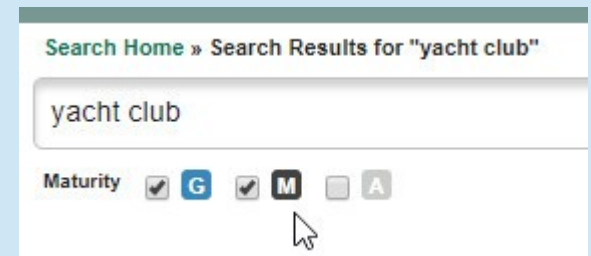 Search Home » Search Results for "yacht club"
yacht club
Maturity G M A